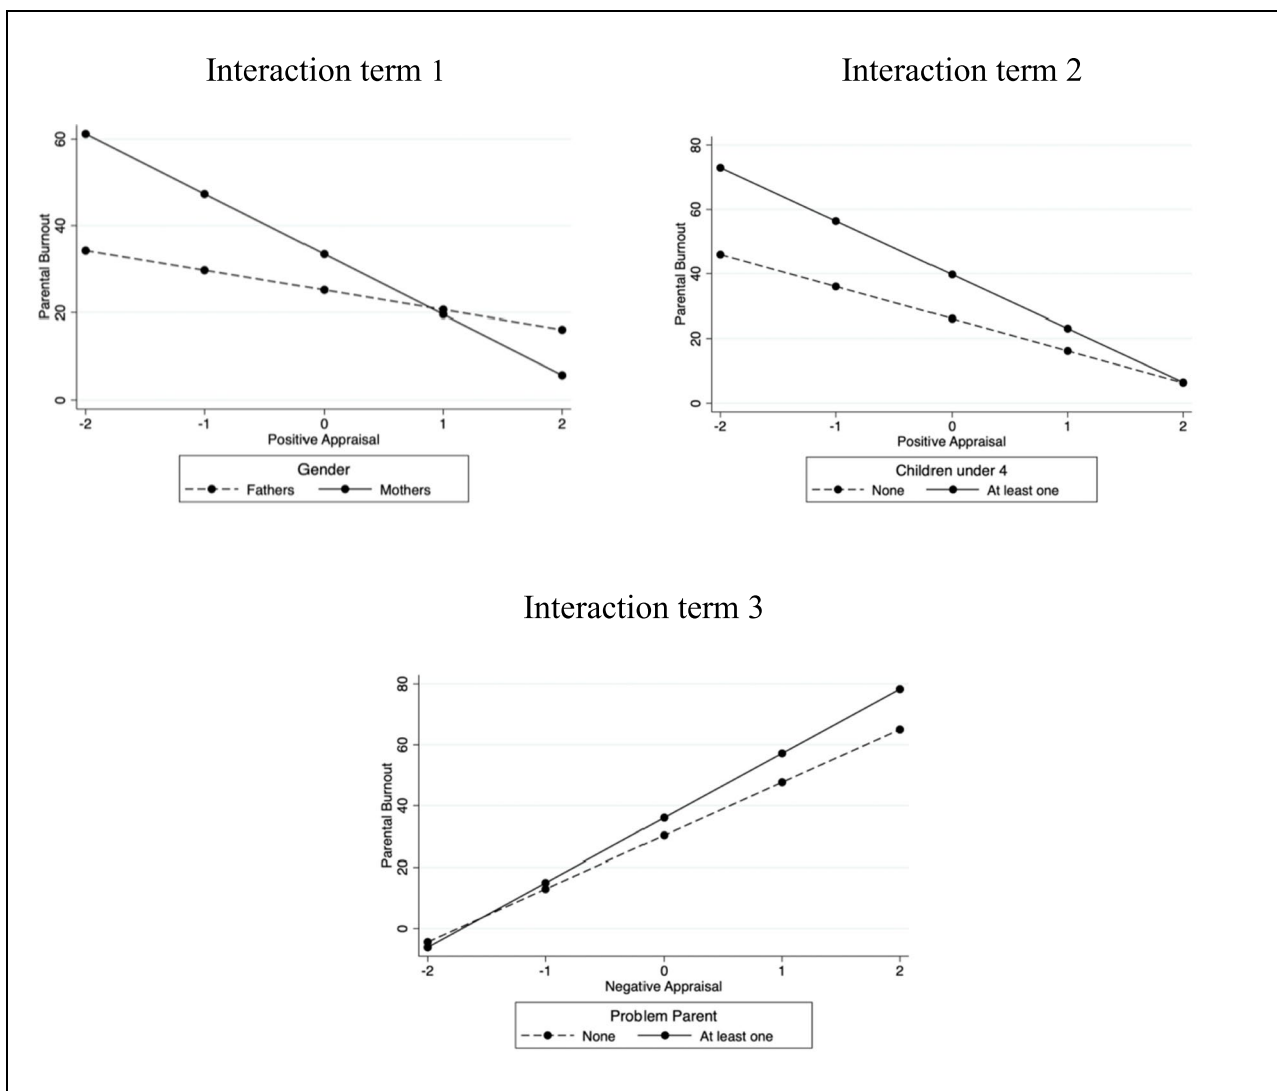 Interaction term 1
Interaction term 2
Parental Burnout
60
40
20
0
-2 -1 0 1 2
Positive Appraisal
Gender
Fathers Mothers
Parental Burnout
80
60
40
20
0
-2 -1 0 1 2
Positive Appraisal
Children under 4
None At least one
Interaction term 3
Parental Burnout
80
60
40
20
0
-2 -1 0 1 2
Negative Appraisal
Problem Parent
None At least one